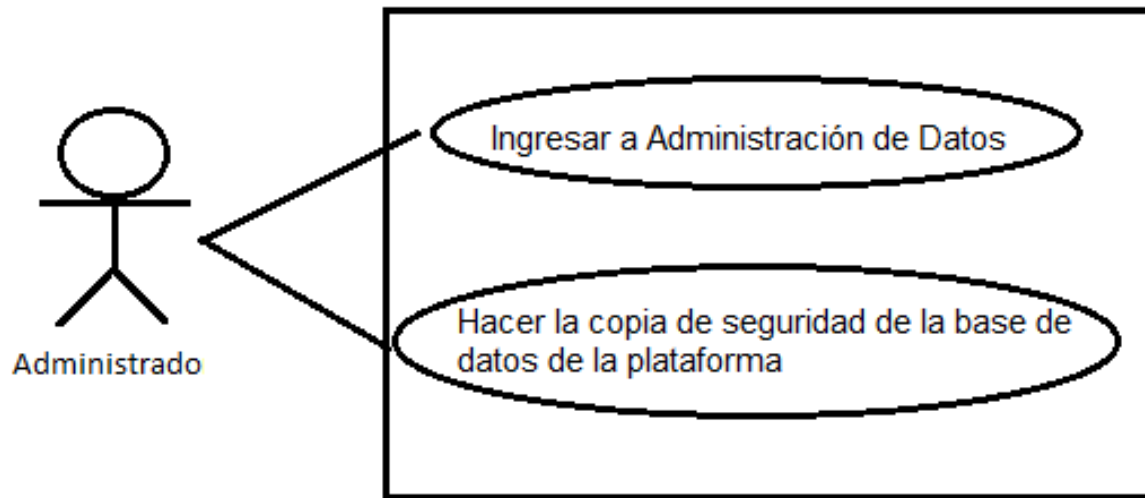 Ingresar a Administración de Datos
Hacer la copia de seguridad de la base de
datos de la plataforma
Administrado